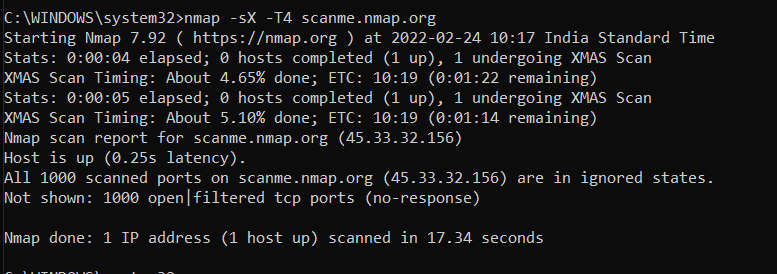 C:\WINDOWS\system32>nmap -sX -T4 scanme.nmap.org
Starting Nmap 7.92 ( https://nmap.org ) at 2022-02-24 10:17 India Standard Time
Stats: 0:00:04 elapsed; 0 hosts completed (1 up), 1 undergoing XMAS Scan
XMAS Scan Timing: About 4.65% done; ETC: 10:19 (0:01:22 remaining)
Stats: 0:00:05 elapsed; 0 hosts completed (1 up), 1 undergoing XMAS Scan
XMAS Scan Timing: About 5.10% done; ETC: 10:19 (0:01:14 remaining)
Nmap scan report for scanme.nmap.org (45.33.32.156)
Host is up (0.25s latency).
All 1000 scanned ports on scanme.nmap.org (45.33.32.156) are in ignored states.
Not shown: 1000 open|filtered tcp ports (no-response)
Nmap done: 1 IP address (1 host up) scanned in 17.34 seconds